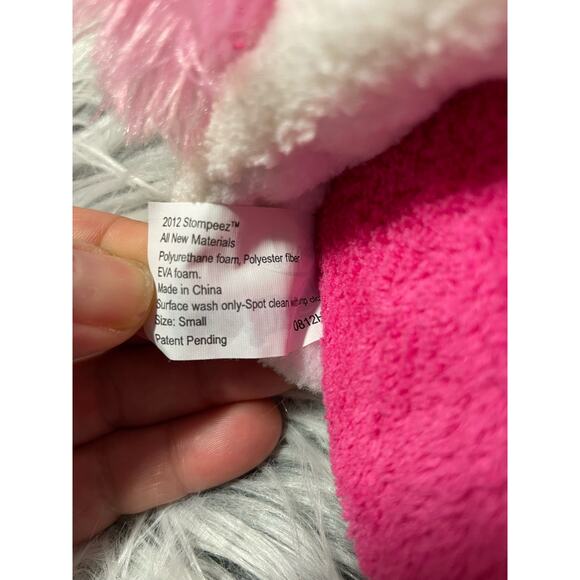 2012 Stompeez™
All New Materials
Polyurethane foam, Polyester fiber
EVA foam.
Made in China
Surface wash only-Spot clean
Size: Small
Patent Pending
0812H